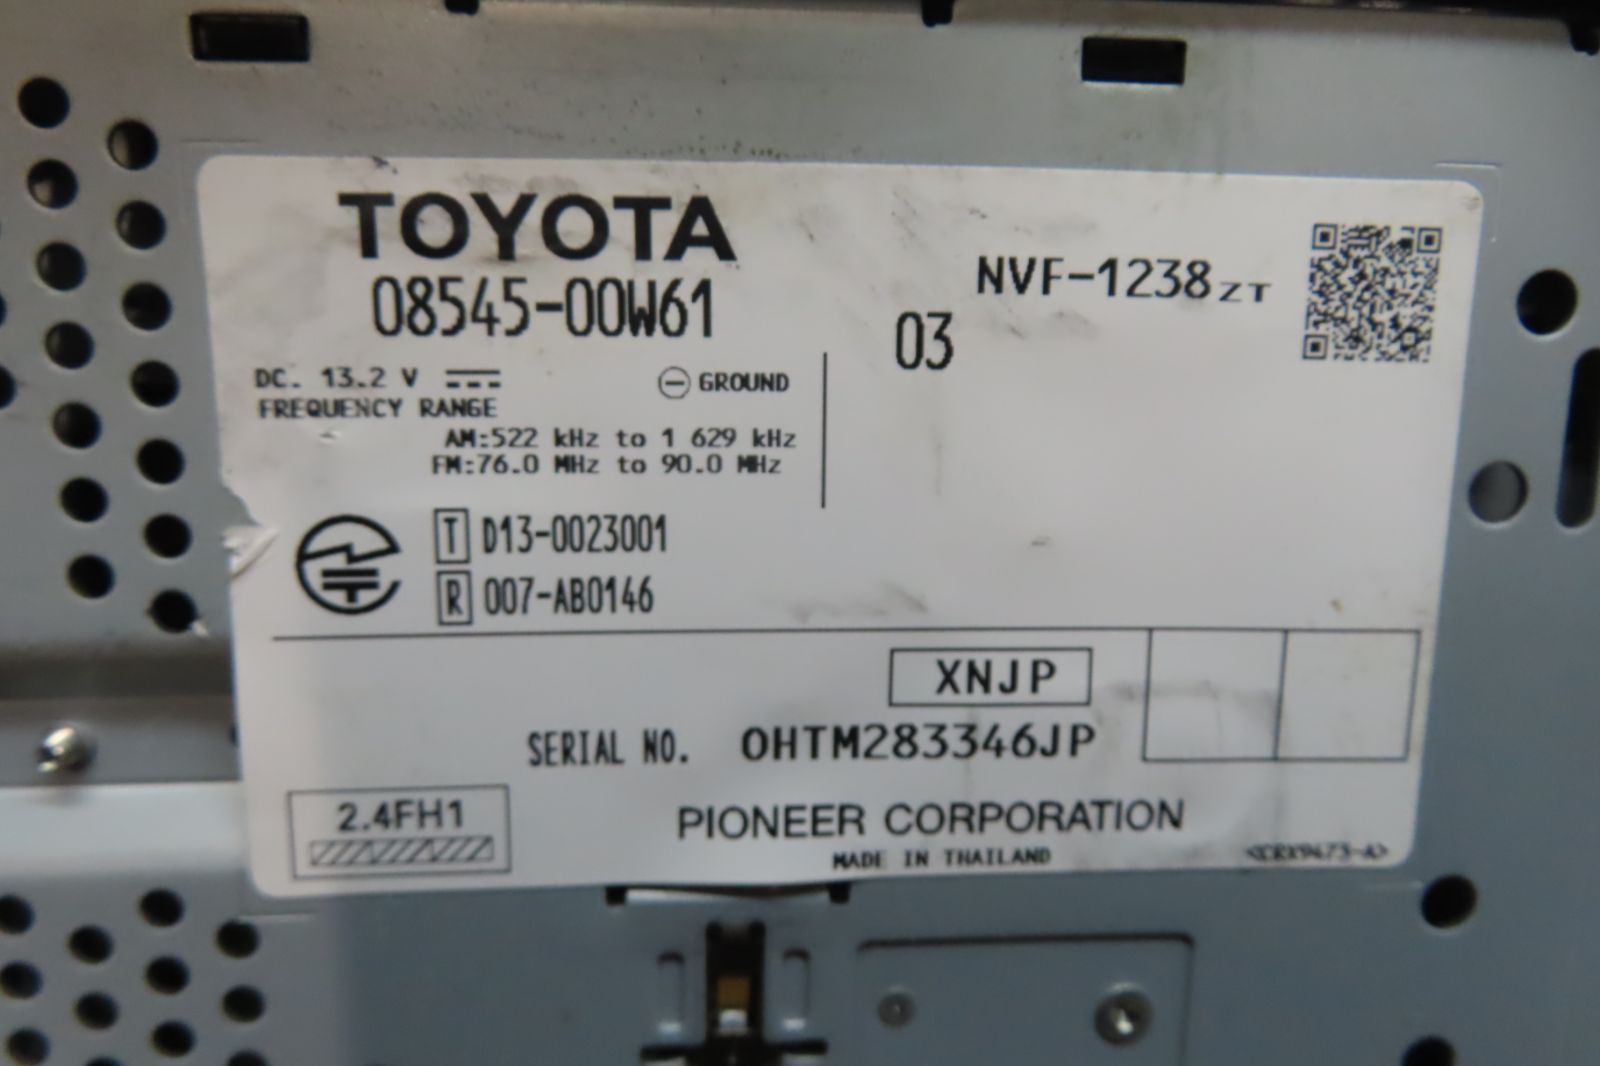 TOYOTA
08545-00W61
NVF-1238ZT
03
DC. 13.2 V
GROUND
FREQUENCY RANGE
AM:522 kHz to 1 629 kHz
FM:76.0 MHz to 90.0 MHz
T D13-0023001
R 007-AB0146
XNJP
SERIAL NO. OHTM283346JP
2.4FH1
PIONEER CORPORATION
MADE IN THAILAND